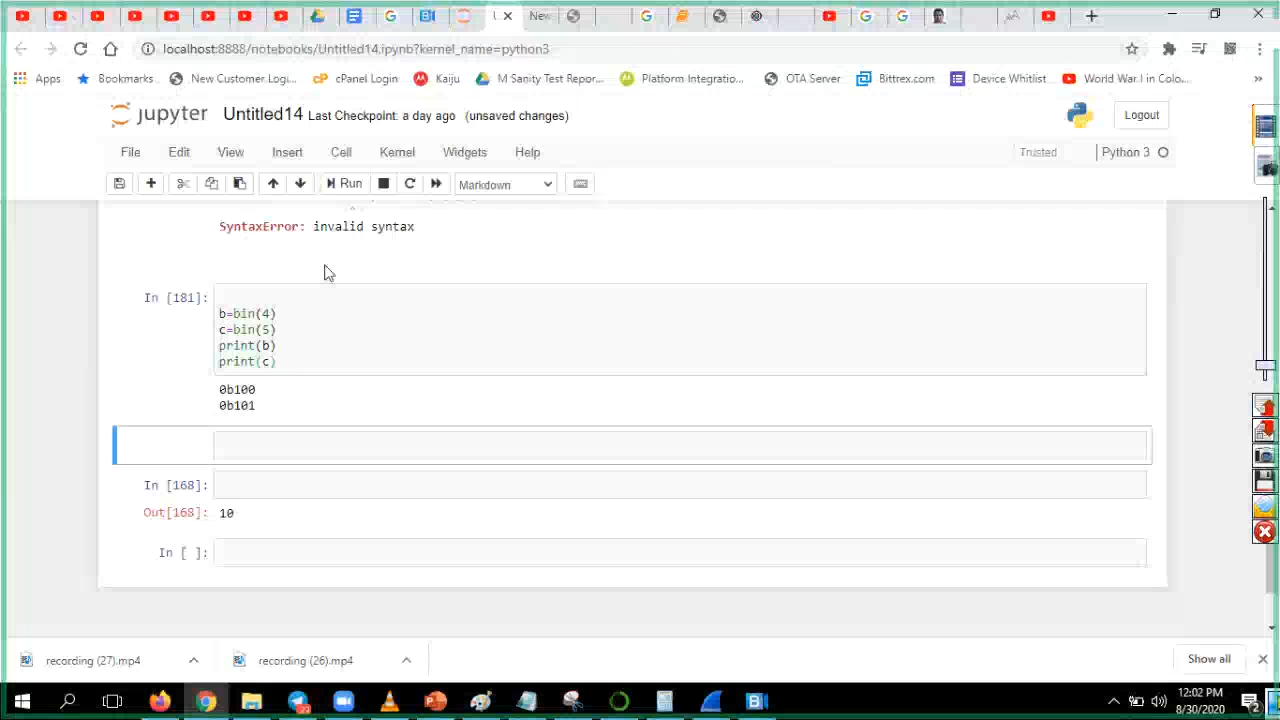 New
localhost:8888/notebooks/Untitled14.ipynb?kernel_name=python3
Apps Bookmarks New Customer Logi... cPanel Login Kaiju M Sanity Test Repor... Platform Integratio... OTA Server Bittrex.com Device Whitlist World War I in Colo... »
jupyter Untitled14 Last Checkpoint: a day ago (unsaved changes) Logout
File Edit View Insert Cell Kernel Widgets Help Trusted Python 3
Run Markdown
SyntaxError: invalid syntax
In [181]:
b=bin(4)
c=bin(5)
print(b)
print(c)
0b100
0b101
In [168]:
Out[168]: 10
In [ ]:
recording (27).mp4 recording (26).mp4 Show all
12:02 PM
8/30/2020